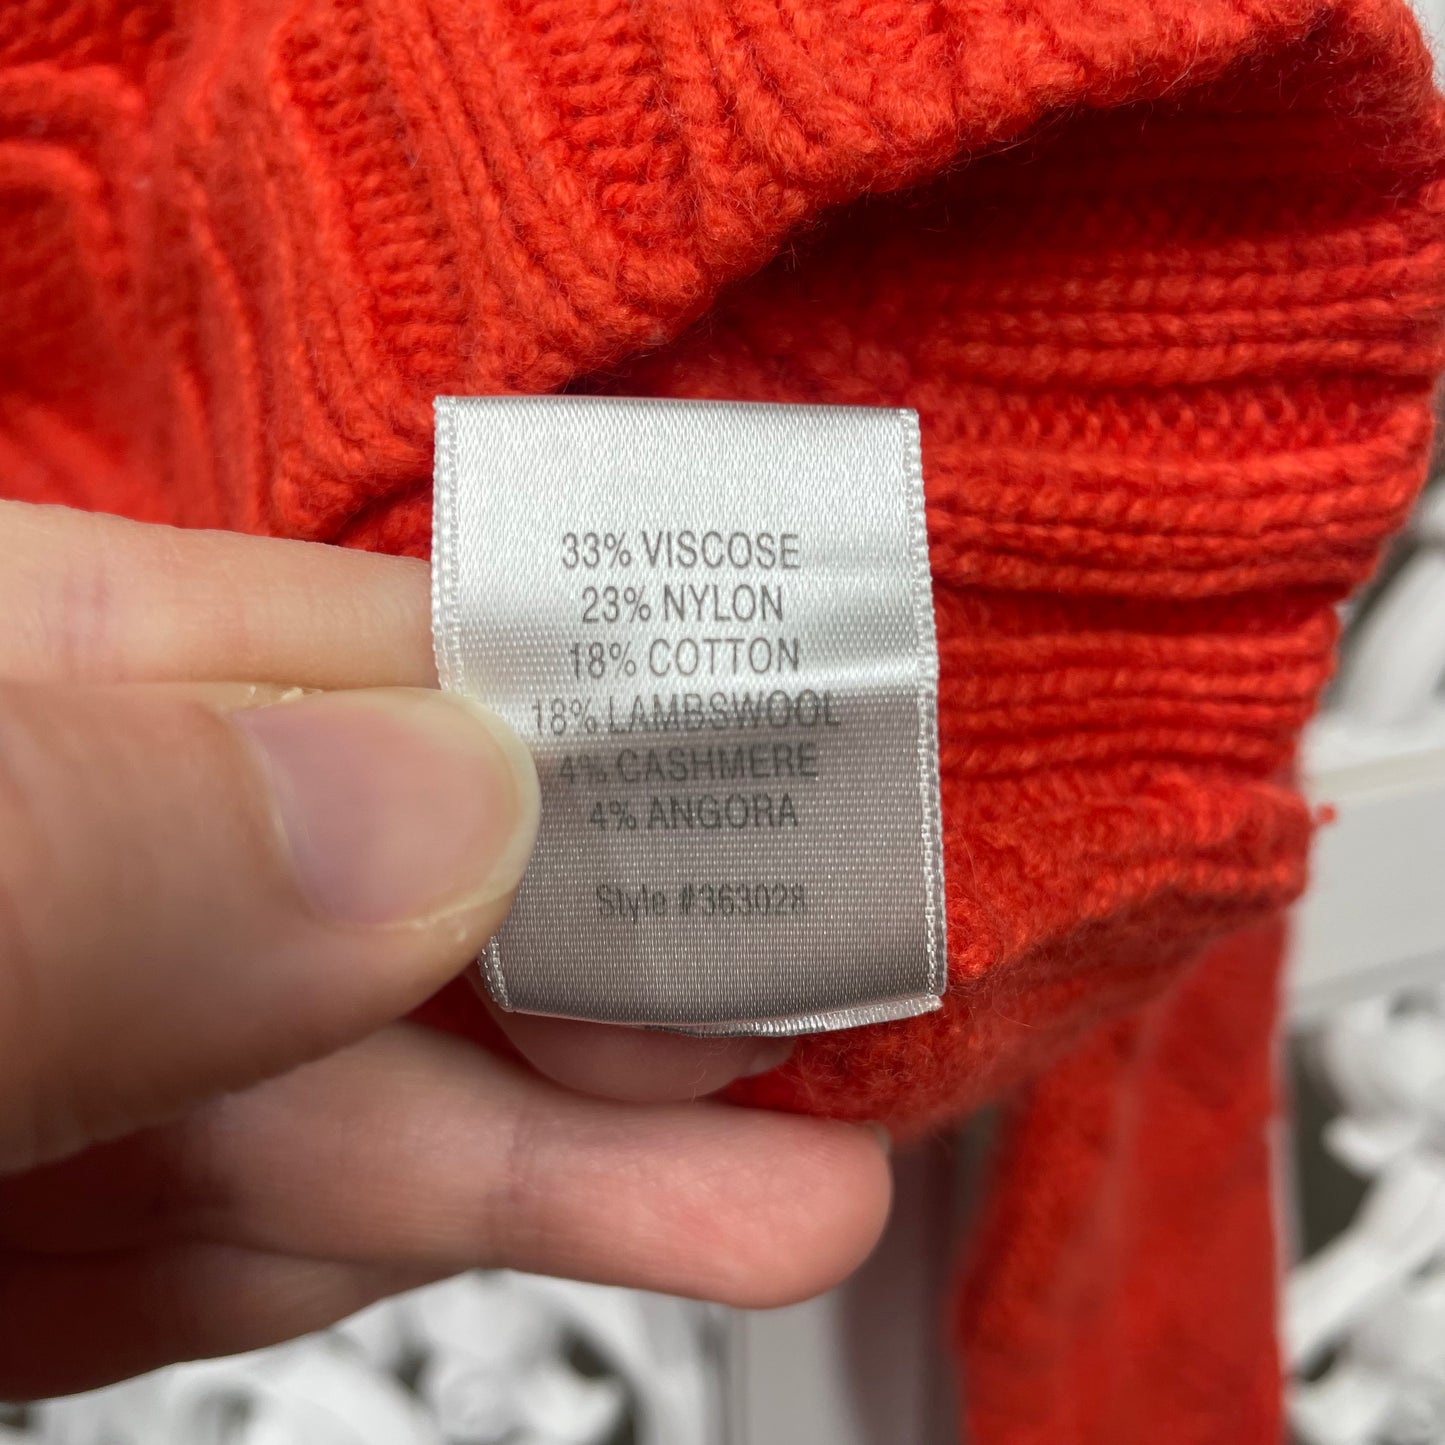 33% VISCOSE
23% NYLON
18% COTTON
18% LAMBSWOOL
4% CASHMERE
4% ANGORA
Style #363028